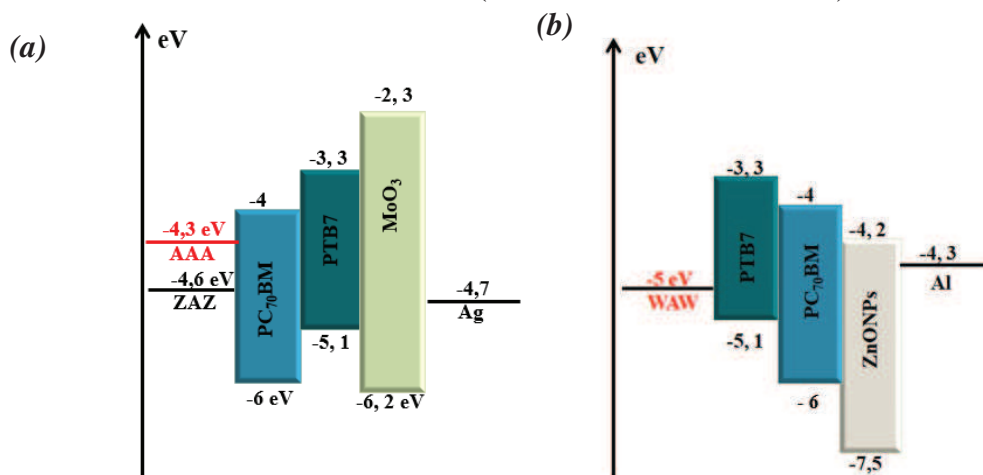 (a)
eV
-2, 3
-3, 3
-4
-4,3 eV
AAA
-4,6 eV
ZAZ
PC70BM
PTB7
MoO3
-4,7
Ag
-5, 1
-6 eV
-6, 2 eV
(b)
eV
-3, 3
-4
-4, 2
-4, 3
Al
-5 eV
WAW
PTB7
PC70BM
ZnONPs
-5, 1
- 6
-7,5